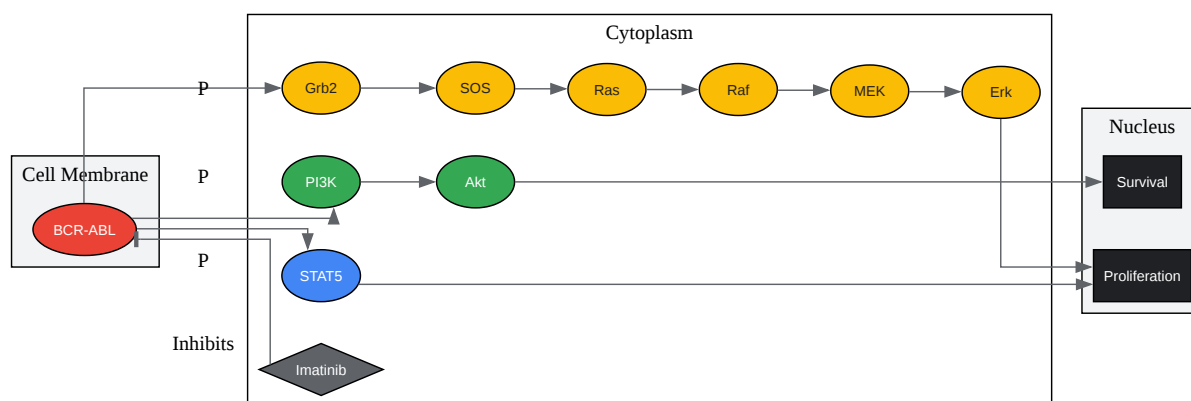 Cytoplasm
P
Grb2
SOS
Ras
Raf
MEK
Erk
Nucleus
Cell Membrane
P
PI3K
Akt
Survival
BCR-ABL
P
STAT5
Proliferation
Inhibits
Imatinib